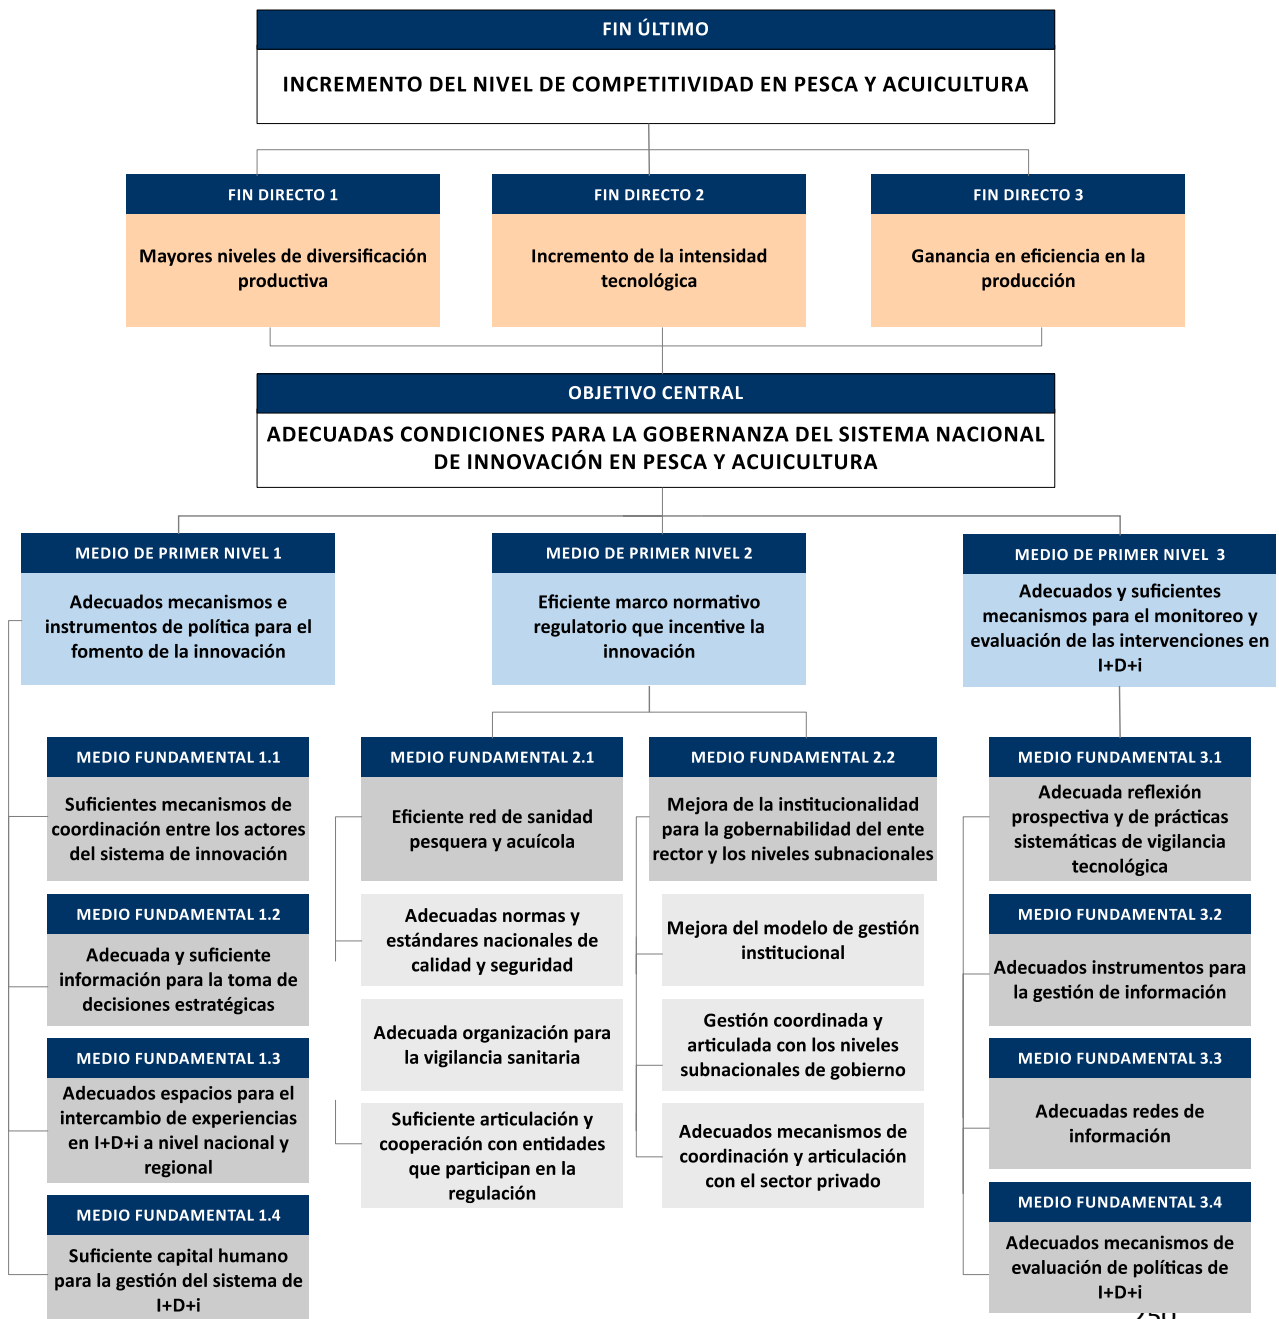 FIN ÚLTIMO
INCREMENTO DEL NIVEL DE COMPETITIVIDAD EN PESCA Y ACUICULTURA
FIN DIRECTO 1
Mayores niveles de diversificación
productiva
FIN DIRECTO 2
Incremento de la intensidad
tecnológica
FIN DIRECTO 3
Ganancia en eficiencia en la
producción
OBJETIVO CENTRAL
ADECUADAS CONDICIONES PARA LA GOBERNANZA DEL SISTEMA NACIONAL
DE INNOVACIÓN EN PESCA Y ACUICULTURA
MEDIO DE PRIMER NIVEL 1
Adecuados mecanismos e
instrumentos de política para el
fomento de la innovación
MEDIO DE PRIMER NIVEL 2
Eficiente marco normativo
regulatorio que incentive la
innovación
MEDIO DE PRIMER NIVEL 3
Adecuados y suficientes
mecanismos para el monitoreo y
evaluación de las intervenciones en
I+D+i
MEDIO FUNDAMENTAL 1.1
Suficientes mecanismos de
coordinación entre los actores
del sistema de innovación
MEDIO FUNDAMENTAL 1.2
Adecuada y suficiente
información para la toma de
decisiones estratégicas
MEDIO FUNDAMENTAL 1.3
Adecuados espacios para el
intercambio de experiencias
en I+D+i a nivel nacional y
regional
MEDIO FUNDAMENTAL 1.4
Suficiente capital humano
para la gestión del sistema de
I+D+i
MEDIO FUNDAMENTAL 2.1
Eficiente red de sanidad
pesquera y acuícola
Adecuadas normas y
estándares nacionales de
calidad y seguridad
Adecuada organización para
la vigilancia sanitaria
Suficiente articulación y
cooperación con entidades
que participan en la
regulación
MEDIO FUNDAMENTAL 2.2
Mejora de la institucionalidad
para la gobernabilidad del ente
rector y los niveles subnacionales
Mejora del modelo de gestión
institucional
Gestión coordinada y
articulada con los niveles
subnacionales de gobierno
Adecuados mecanismos de
coordinación y articulación
con el sector privado
MEDIO FUNDAMENTAL 3.1
Adecuada reflexión
prospectiva y de prácticas
sistemáticas de vigilancia
tecnológica
MEDIO FUNDAMENTAL 3.2
Adecuados instrumentos para
la gestión de información
MEDIO FUNDAMENTAL 3.3
Adecuadas redes de
información
MEDIO FUNDAMENTAL 3.4
Adecuados mecanismos de
evaluación de políticas de
I+D+i